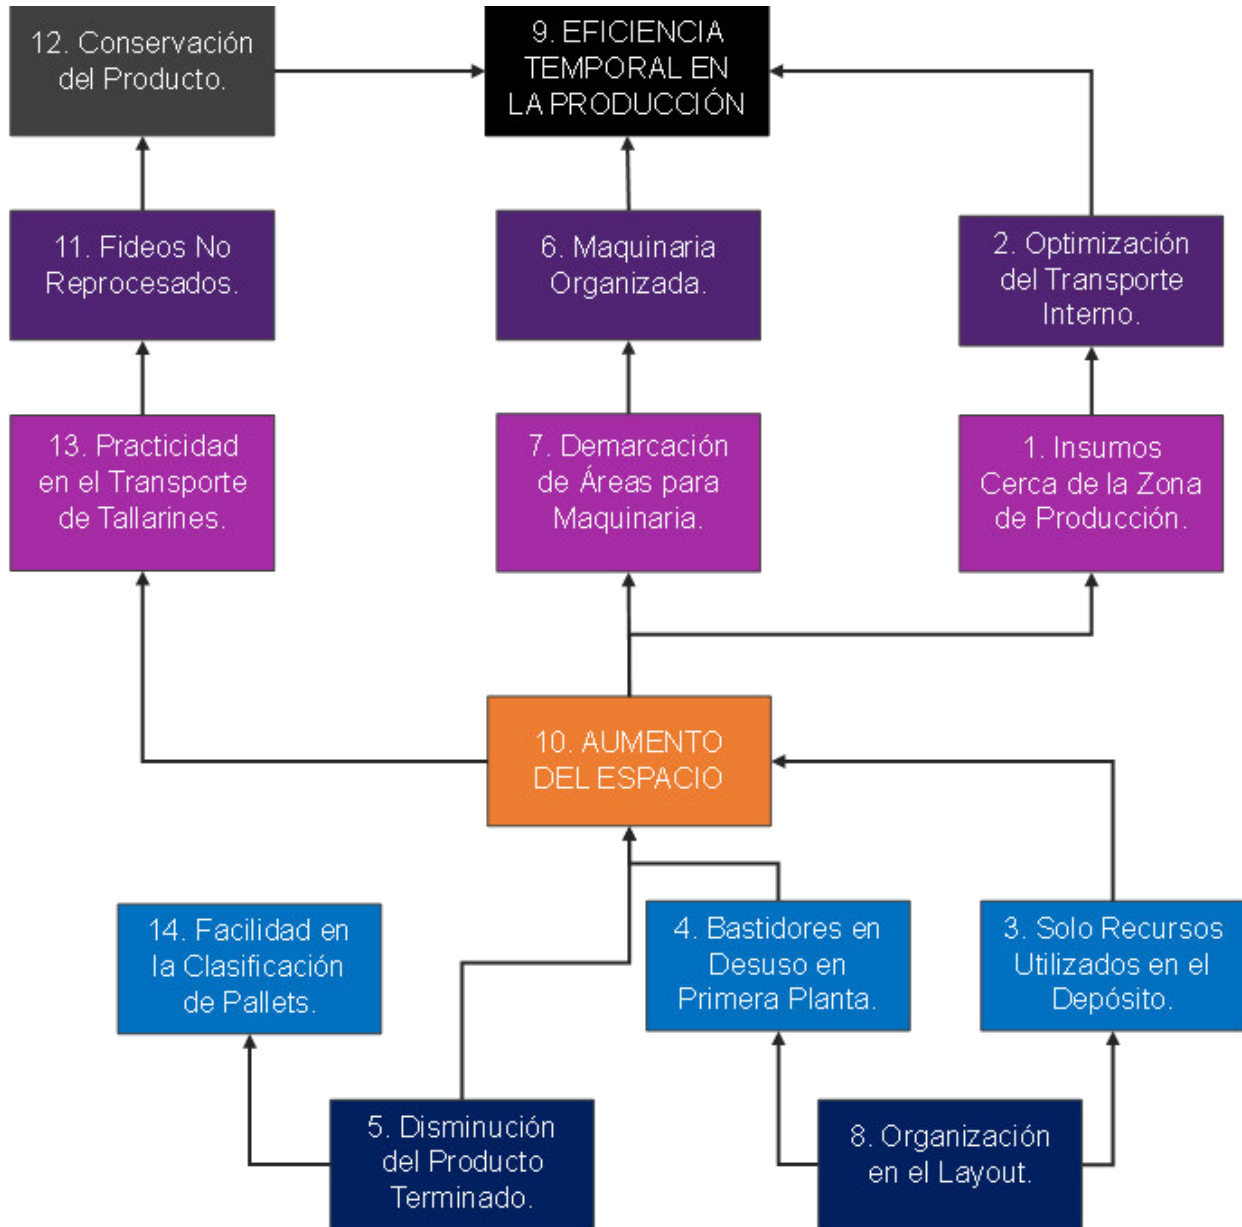 12. Conservación
del Producto.
9. EFICIENCIA
TEMPORAL EN
LA PRODUCCIÓN
11. Fideos No
Reprocesados.
6. Maquinaria
Organizada.
2. Optimización
del Transporte
Interno.
13. Practicidad
en el Transporte
de Tallarines.
7. Demarcación
de Áreas para
Maquinaria.
1. Insumos
Cerca de la Zona
de Producción.
10. AUMENTO
DEL ESPACIO
14. Facilidad en
la Clasificación
de Pallets.
4. Bastidores en
Desuso en
Primera Planta.
3. Solo Recursos
Utilizados en el
Depósito.
5. Disminución
del Producto
Terminado.
8. Organización
en el Layout.